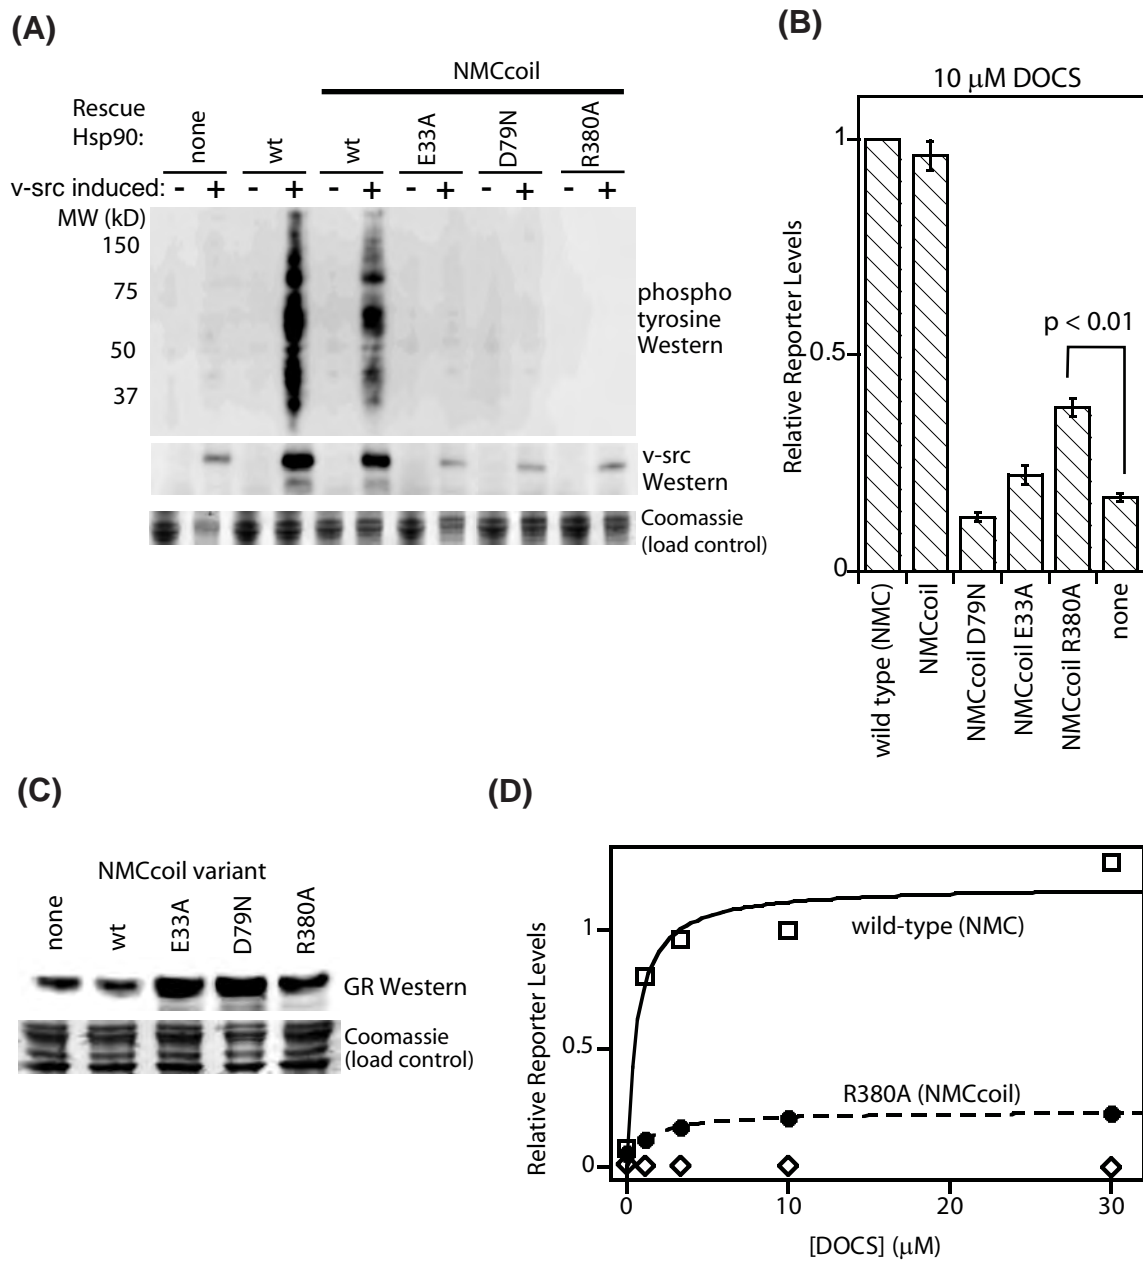 (A)
NMCcoil
Rescue
Hsp90:
none
wt
wt
E33A
D79N
R380A
v-src induced:
- + - + - + - + - + - +
MW (kD)
150
75
50
37
phospho
tyrosine
Western
v-src
Western
Coomassie
(load control)
(B)
10 μM DOCS
Relative Reporter Levels
1
0.5
0
p < 0.01
wild type (NMC)
NMCcoil
NMCcoil D79N
NMCcoil E33A
NMCcoil R380A
none
(C)
NMCcoil variant
none
wt
E33A
D79N
R380A
GR Western
Coomassie
(load control)
(D)
Relative Reporter Levels
1
0.5
0
wild-type (NMC)
R380A (NMCcoil)
0 10 20 30
[DOCS] (μM)